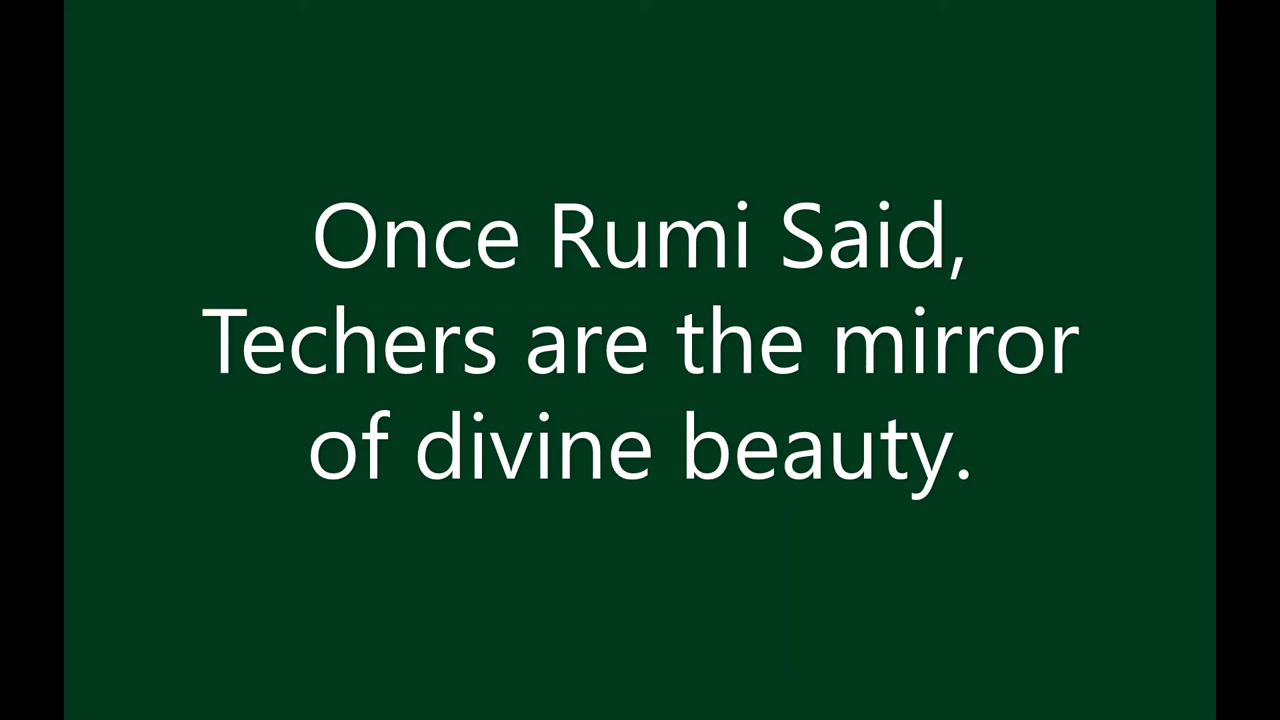 Once Rumi Said,
Techers are the mirror
of divine beauty.